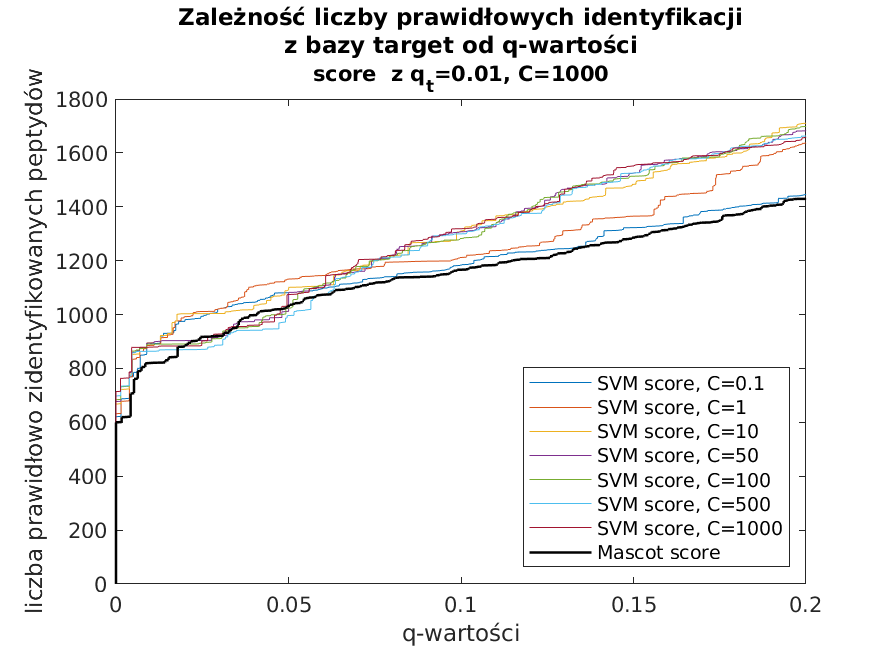 Zależność liczby prawidłowych identyfikacji
z bazy target od q-wartości
score z qt=0.01, C=1000
liczba prawidłowo zidentyfikowanych peptydów
1800
1600
1400
1200
1000
800
600
400
200
0
SVM score, C=0.1
SVM score, C=1
SVM score, C=10
SVM score, C=50
SVM score, C=100
SVM score, C=500
SVM score, C=1000
Mascot score
0 0.05 0.1 0.15 0.2
q-wartości